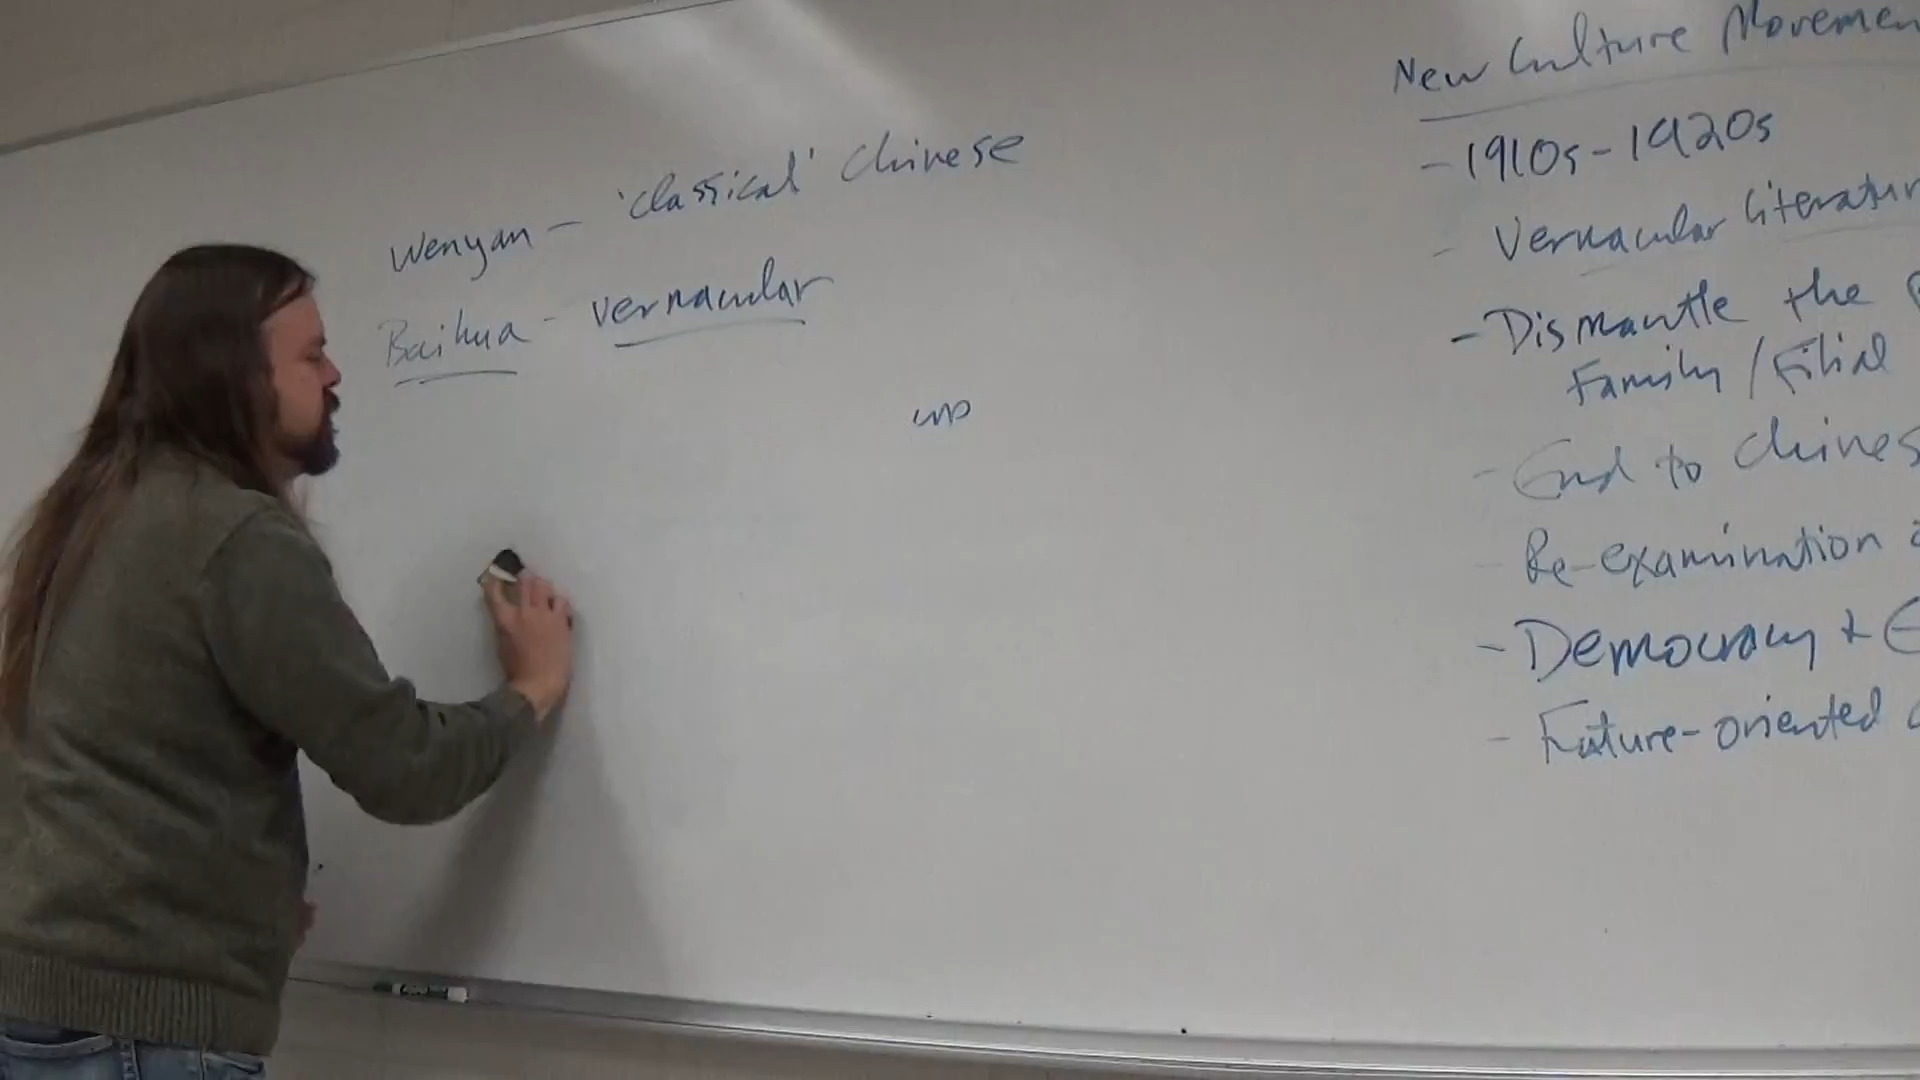 Wenyan - 'classical' Chinese
Baihua - vernacular
New Culture Movemen
- 1910s - 1920s
- Vernacular literatur
- Dismantle the
Family / Filial
- End to Chines
- Re-examination
- Democracy +
- Future-oriented